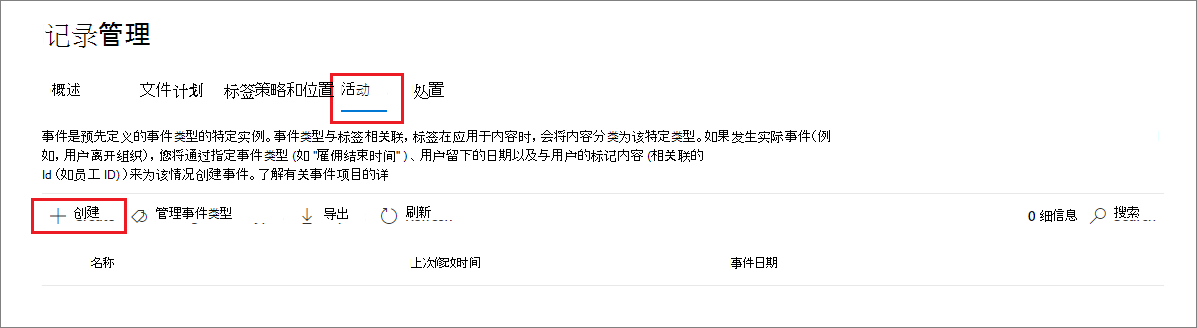 记录管理
概述 文件计划 标签策略和位置 活动 处置
事件是预先定义的事件类型的特定实例。事件类型与标签相关联，标签在应用于内容时，会将内容分类为该特定类型。如果发生实际事件(例
如，用户离开组织)，您将通过指定事件类型 (如 "雇佣结束时间" )、用户留下的日期以及与用户的标记内容 (相关联的
Id (如员工 ID) )来为该情况创建事件。了解有关事件项目的详
创建 管理事件类型 导出 刷新 0 细信息 搜索
名称 上次修改时间 事件日期